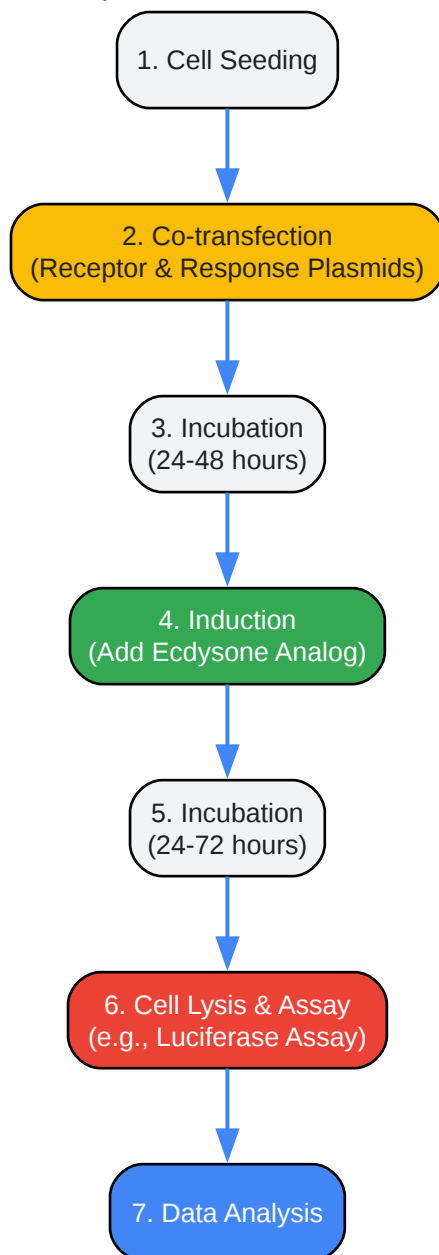 1. Cell Seeding
2. Co-transfection
(Receptor & Response Plasmids)
3. Incubation
(24-48 hours)
4. Induction
(Add Ecdysone Analog)
5. Incubation
(24-72 hours)
6. Cell Lysis & Assay
(e.g., Luciferase Assay)
7. Data Analysis